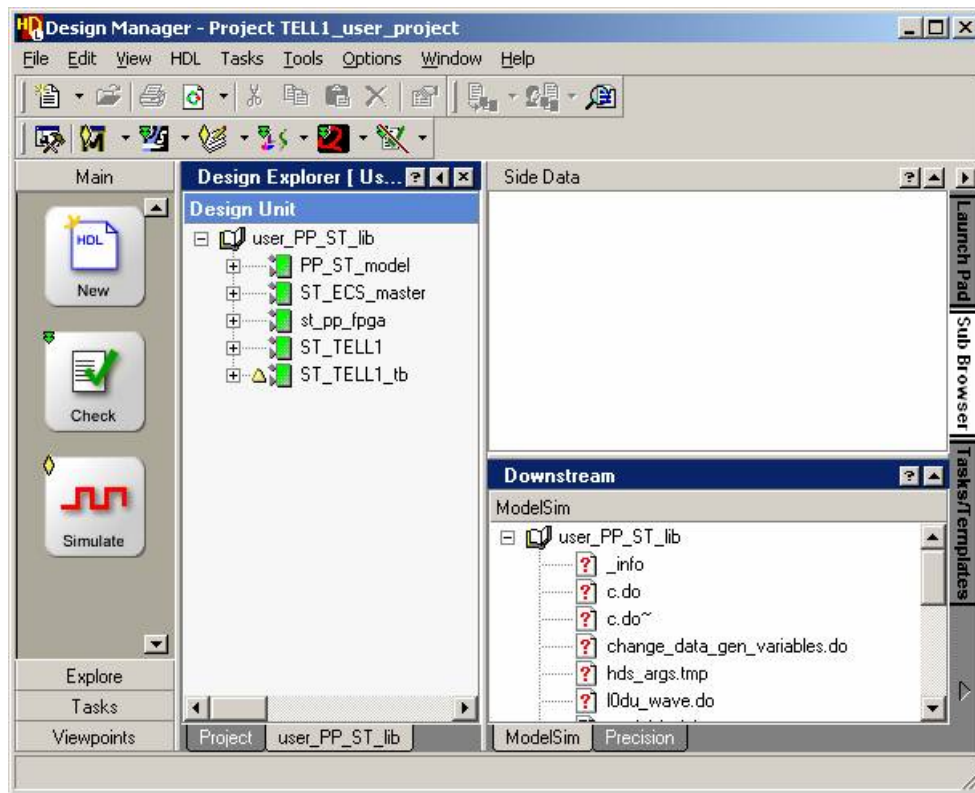 Design Manager - Project TELL1_user_project
File Edit View HDL Tasks Tools Options Window Help
Main
HDL
New
Check
Simulate
Explore
Tasks
Viewpoints
Design Explorer [ Us...
Design Unit
user_PP_ST_lib
PP_ST_model
ST_ECS_master
st_pp_fpga
ST_TELL1
ST_TELL1_tb
Project user_PP_ST_lib
Side Data
Downstream
ModelSim
user_PP_ST_lib
_info
c.do
c.do~
change_data_gen_variables.do
hds_args.tmp
l0du_wave.do
ModelSim Precision
Launch Pad
Sub Browser
Tasks/Templates